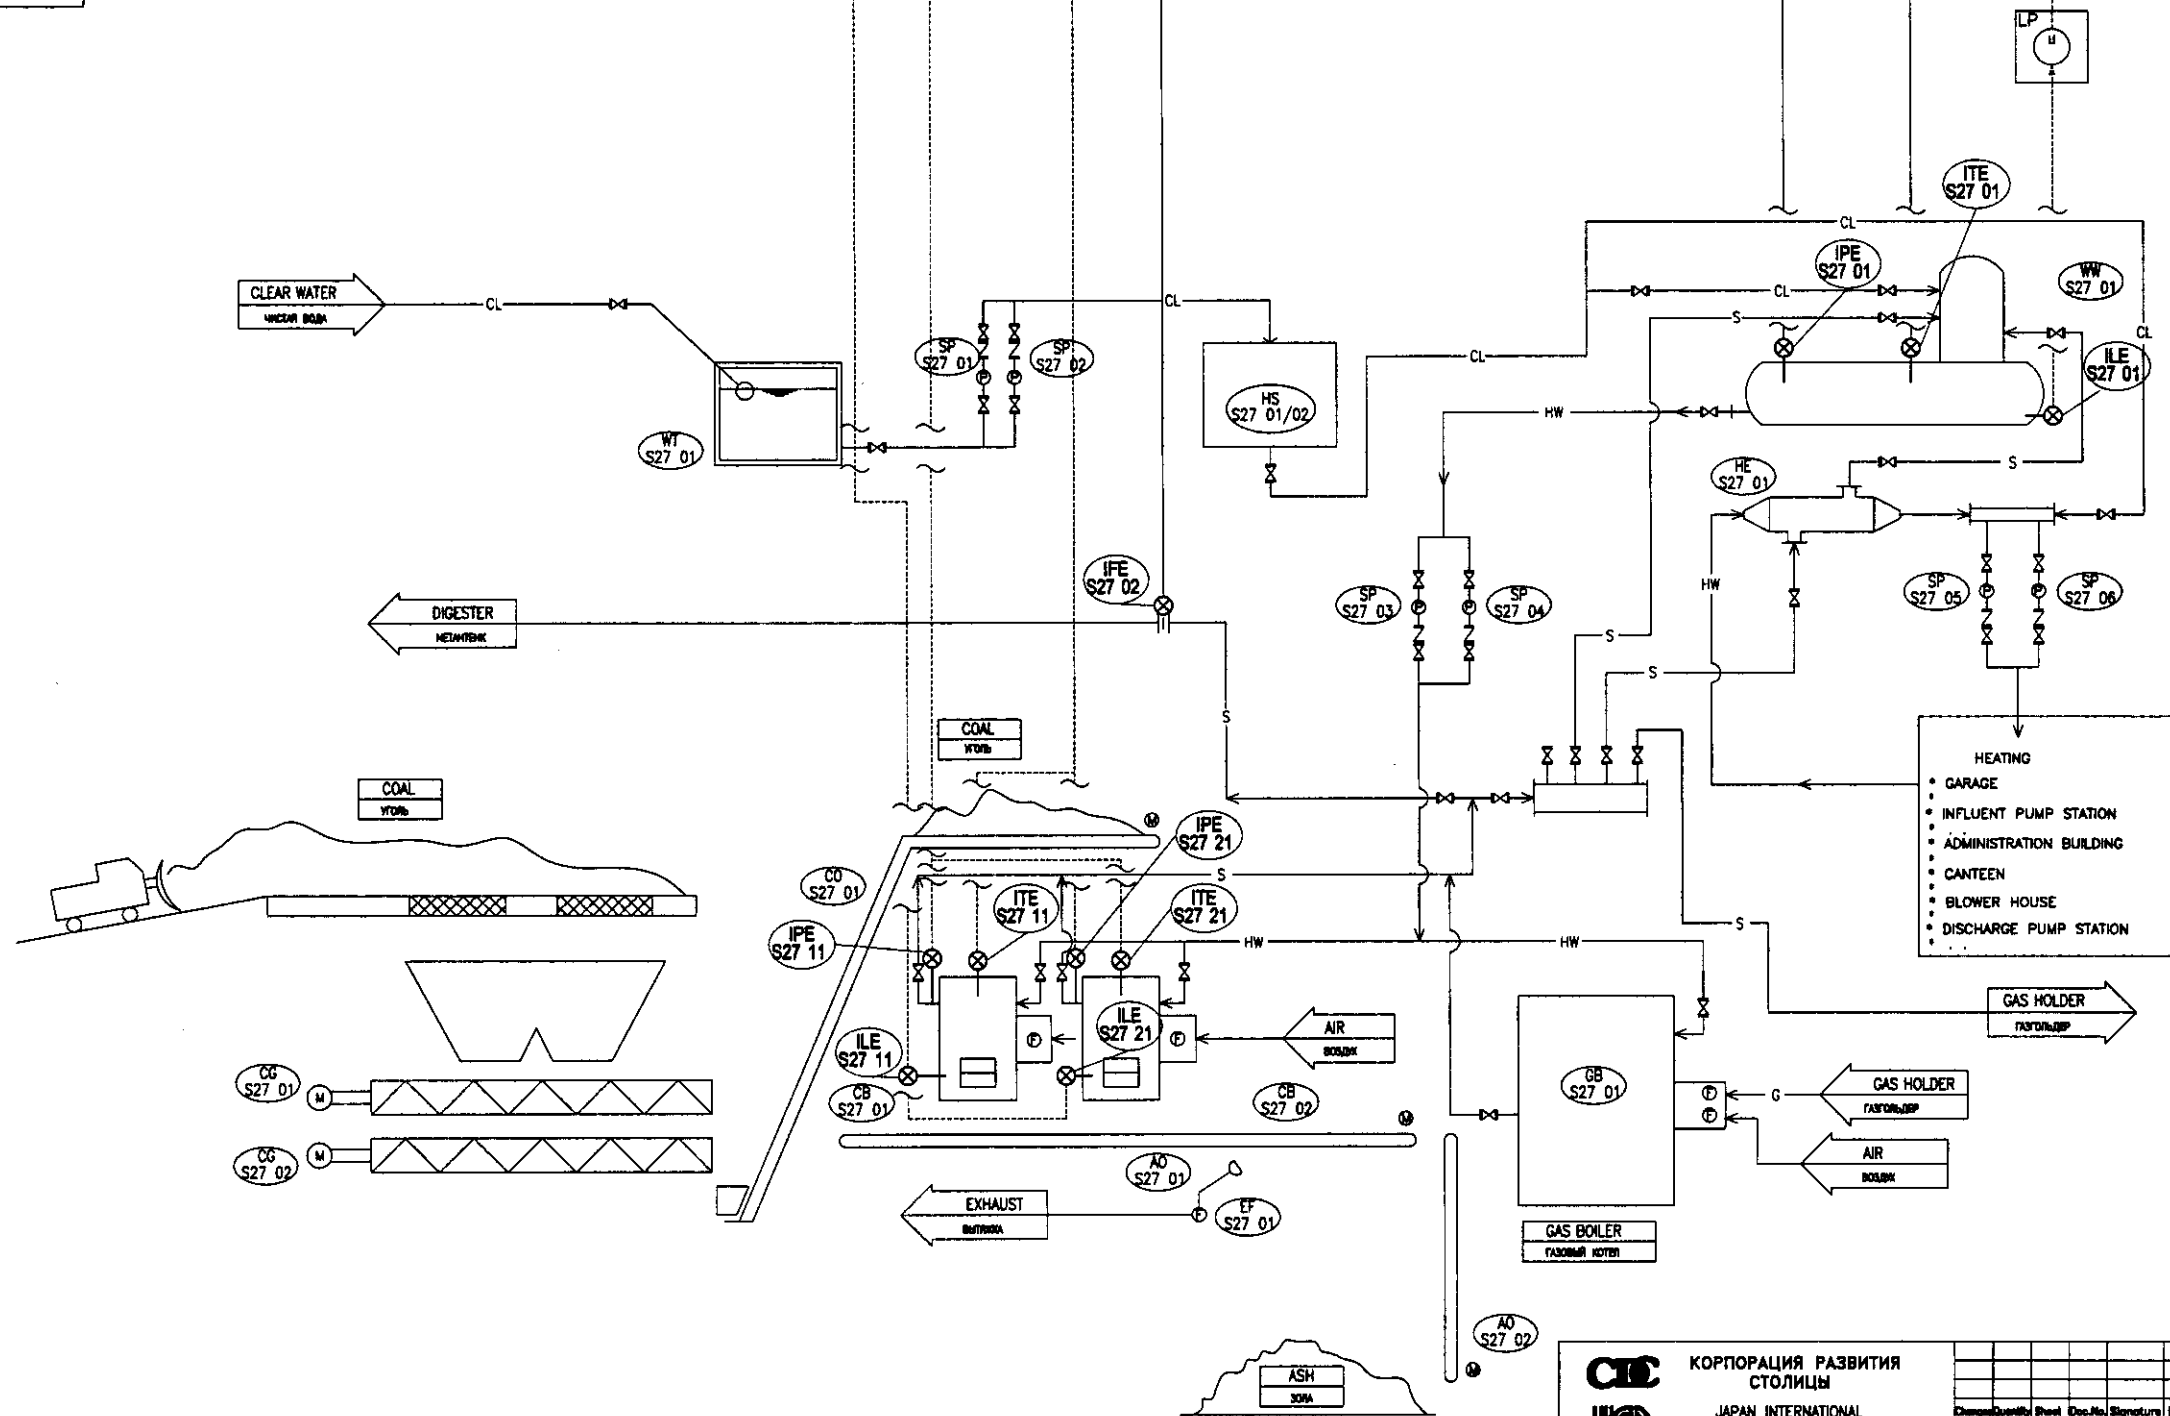 LP
ITE
S27 01
CL
IPE
S27 01
WW
S27 01
CLEAR WATER
ЧИСТАЯ ВОДА
CL
CL
CL
S
CL
SP
S27 01
SP
S27 02
CL
ILE
S27 01
HS
S27 01/02
HW
WT
S27 01
HE
S27 01
S
IFE
S27 02
HW
SP
S27 03
SP
S27 04
SP
S27 05
SP
S27 06
DIGESTER
МЕТАНТЕНК
S
S
S
COAL
УГОЛЬ
HEATING
* GARAGE
* INFLUENT PUMP STATION
* ADMINISTRATION BUILDING
* CANTEEN
* BLOWER HOUSE
* DISCHARGE PUMP STATION
COAL
УГОЛЬ
M
IPE
S27 21
CO
S27 01
S
ITE
S27 11
ITE
S27 21
IPE
S27 11
HW
HW
S
GAS HOLDER
ГАЗГОЛЬДЕР
ILE
S27 21
AIR
ВОЗДУХ
F
F
ILE
S27 11
CG
S27 01
M
CB
S27 01
CB
S27 02
GB
S27 01
F
F
G
GAS HOLDER
ГАЗГОЛЬДЕР
M
CG
S27 02
M
AO
S27 01
AIR
ВОЗДУХ
EXHAUST
ВЫТЯЖКА
F
EF
S27 01
GAS BOILER
ГАЗОВЫЙ КОТЕЛ
AO
S27 02
M
ASH
ЗОЛА
CDC
КОРПОРАЦИЯ РАЗВИТИЯ
СТОЛИЦЫ
JAPAN INTERNATIONAL
Change Quantity Sheet Doc.No. Signature